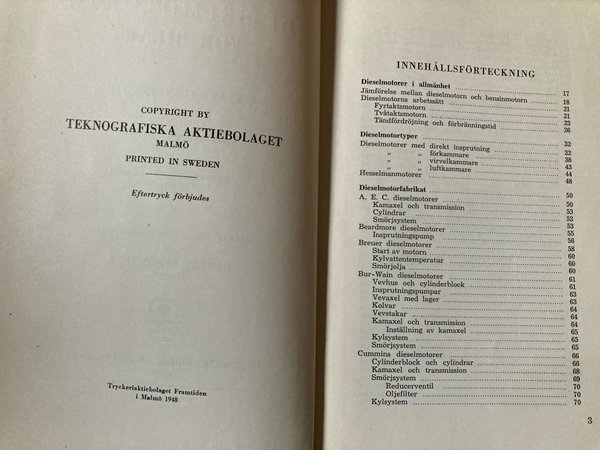 COPYRIGHT BY
TEKNOGRAFISKA AKTIEBOLAGET
MALMÖ
PRINTED IN SWEDEN
Eftertryck förbjudes
Tryckeriaktiebolaget Framtiden
i Malmö 1948
INNEHÅLLSFÖRTECKNING
Dieselmotorer i allmänhet 17
Jämförelse mellan dieselmotorn och bensinmotorn 18
Dieselmotorns arbetssätt 21
Fyrtaktsmotorn 21
Tvåtaktsmotorn 23
Tändfördröjning och förbränningstid 26
Dieselmotortyper 32
Dieselmotorer med direkt insprutning 32
„ „ förkammare 38
„ „ virvelkammare 43
„ „ luftkammare 44
Hesselmanmotorer 48
Dieselmotorfabrikat 50
A. E. C. dieselmotorer 50
Kamaxel och transmission 53
Cylindrar 53
Smörjsystem 53
Beardmore dieselmotorer 55
Insprutningspump 56
Breuer dieselmotorer 58
Start av motorn 60
Kylvattentemperatur 60
Smörjolja 60
Bur–Wain dieselmotorer 61
Vevhus och cylinderblock 61
Insprutningspumpar 63
Vevaxel med lager 63
Kolvar 64
Vevstakar 64
Kamaxel och transmission 64
Inställning av kamaxel 65
Kylsystem 65
Smörjsystem 65
Cummins dieselmotorer 66
Cylinderblock och cylindrar 66
Kamaxel och transmission 68
Smörjsystem 69
Reducerventil 70
Oljefilter 70
Kylsystem 70
3